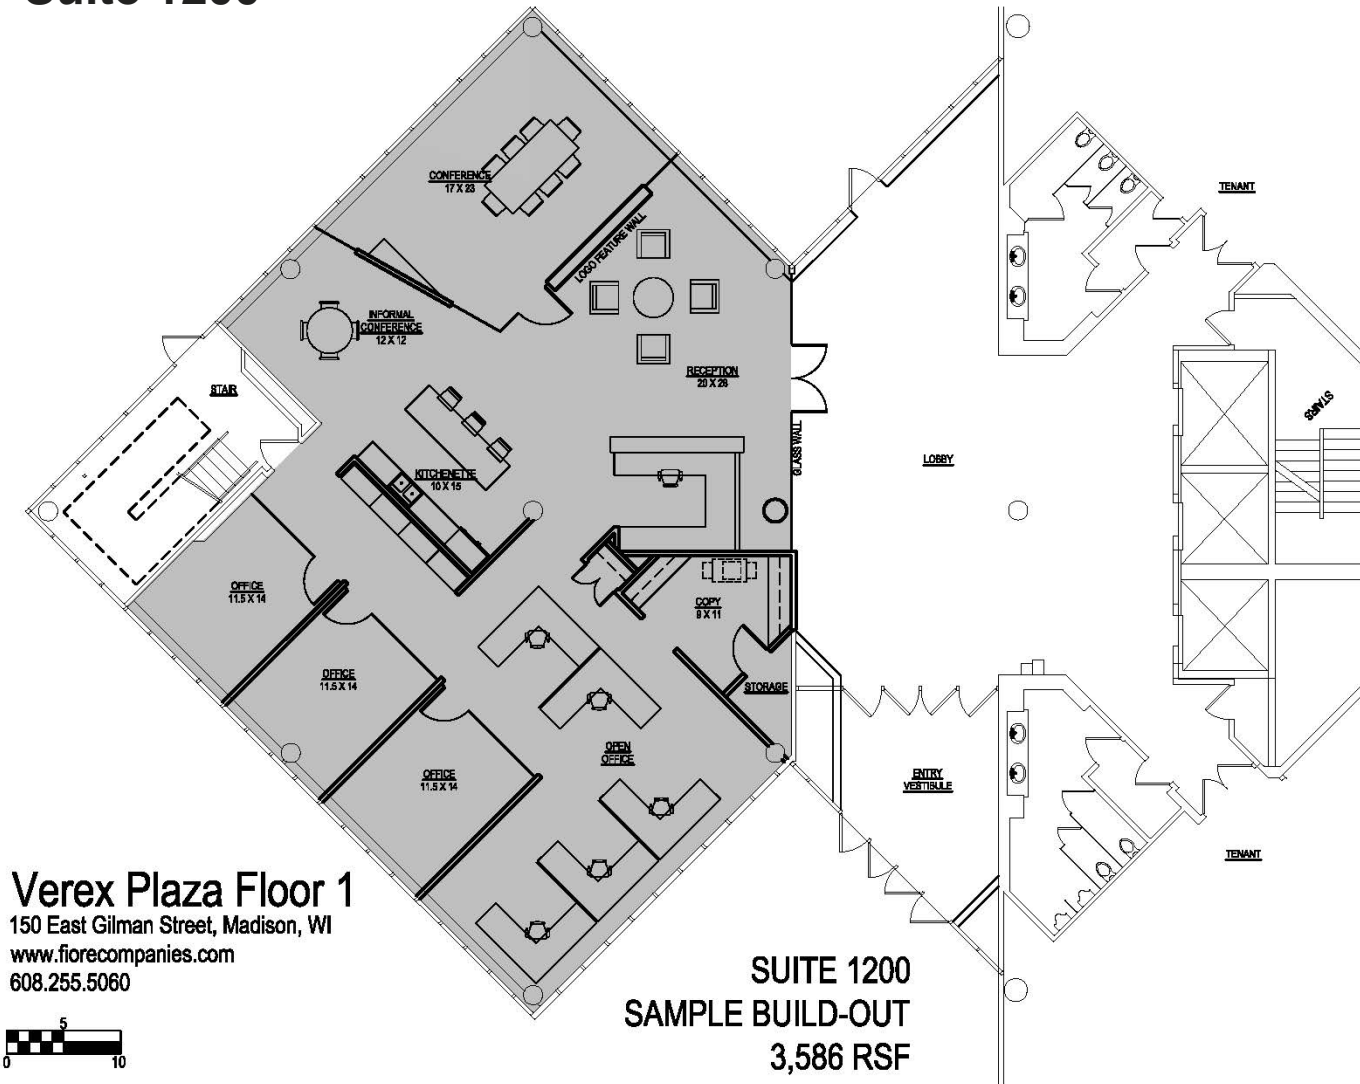 Suite 1200
CONFERENCE
17 X 23
LOGO FEATURE WALL
INFORMAL
CONFERENCE
12 X 12
RECEPTION
20 X 26
STAIR
KITCHENETTE
10 X 15
GLASS WALL
LOBBY
TENANT
STAIRS
OFFICE
11.5 X 14
OFFICE
11.5 X 14
OFFICE
11.5 X 14
COPY
9 X 11
STORAGE
OPEN
OFFICE
ENTRY
VESTIBULE
TENANT
Verex Plaza Floor 1
150 East Gilman Street, Madison, WI
www.fiorecompanies.com
608.255.5060
5
0 10
SUITE 1200
SAMPLE BUILD-OUT
3,586 RSF